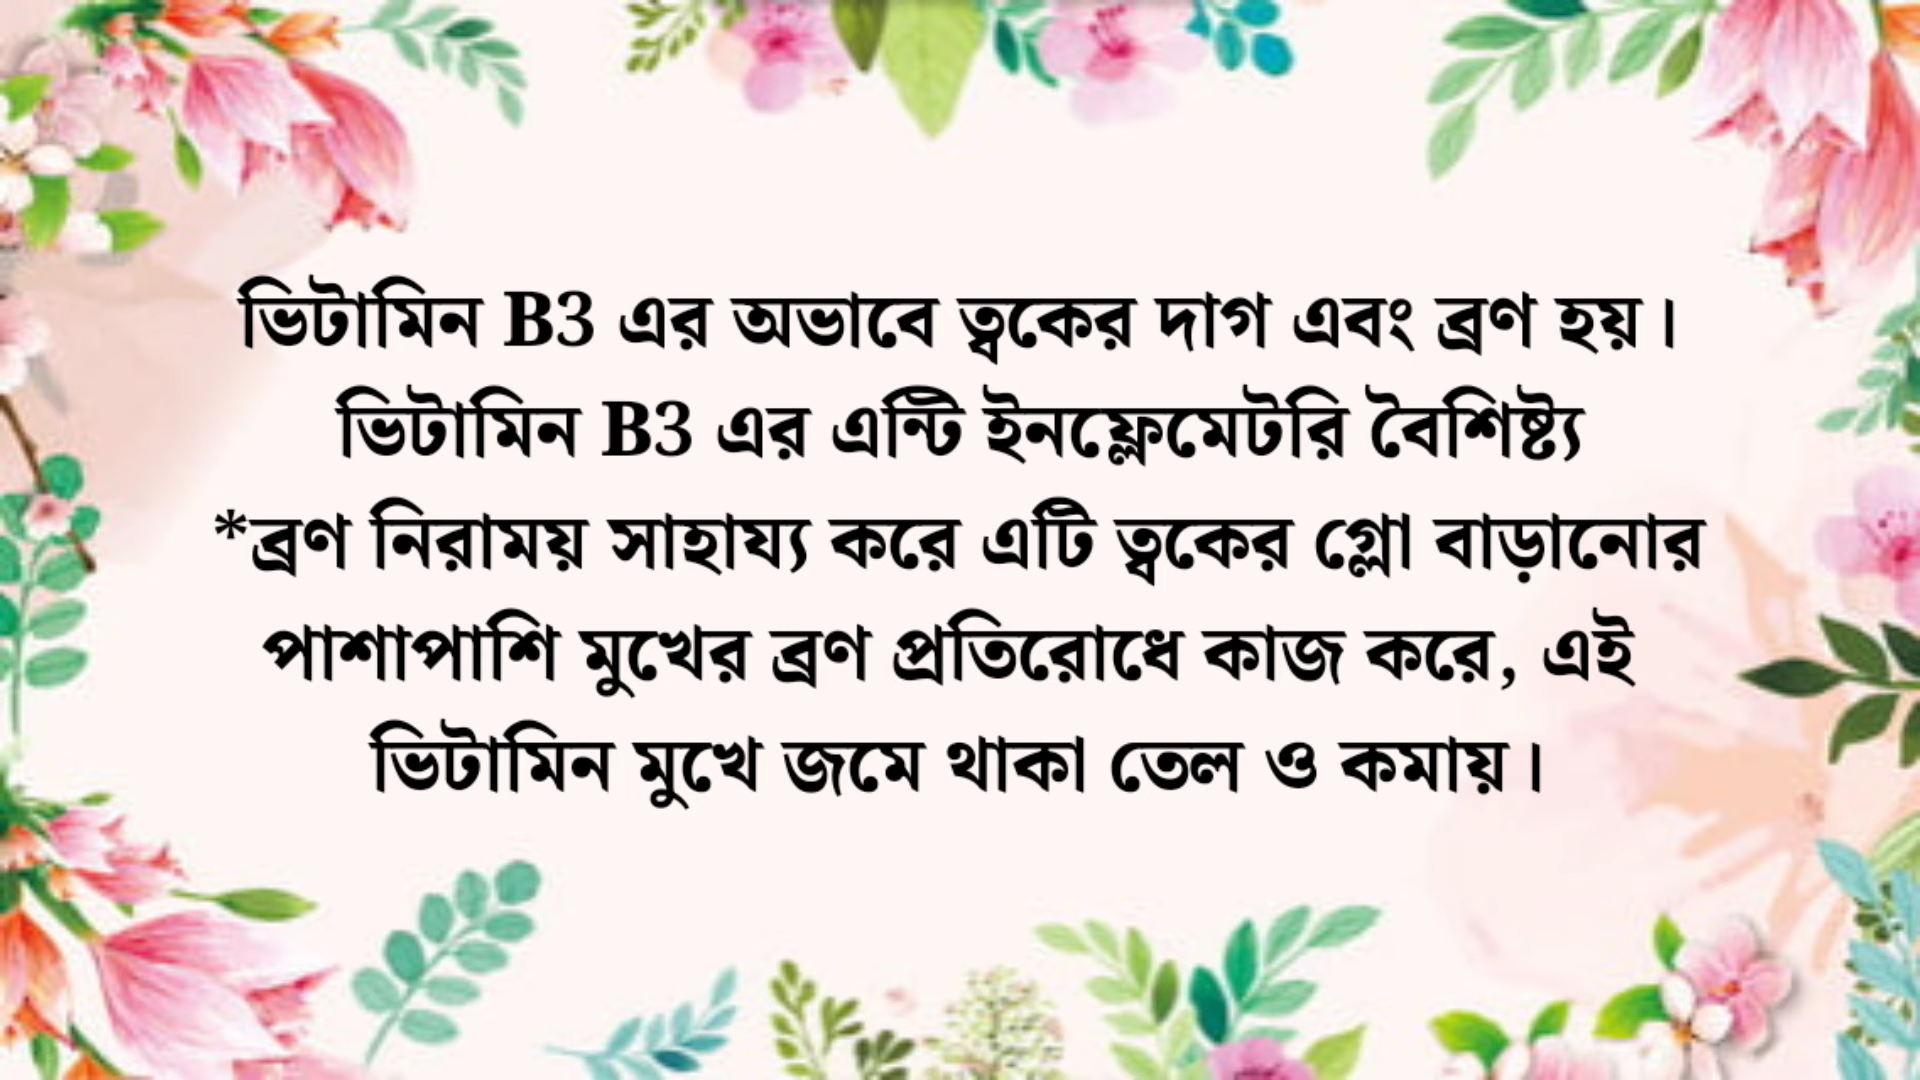 ভিটামিন B3 এর অভাবে ত্বকের দাগ এবং ব্রণ হয়।
ভিটামিন B3 এর এন্টি ইনফ্লেমেটরি বৈশিষ্ট্য
*ব্রণ নিরাময় সাহায্য করে এটি ত্বকের গ্লো বাড়ানোর
পাশাপাশি মুখের ব্রণ প্রতিরোধে কাজ করে, এই
ভিটামিন মুখে জমে থাকা তেল ও কমায়।